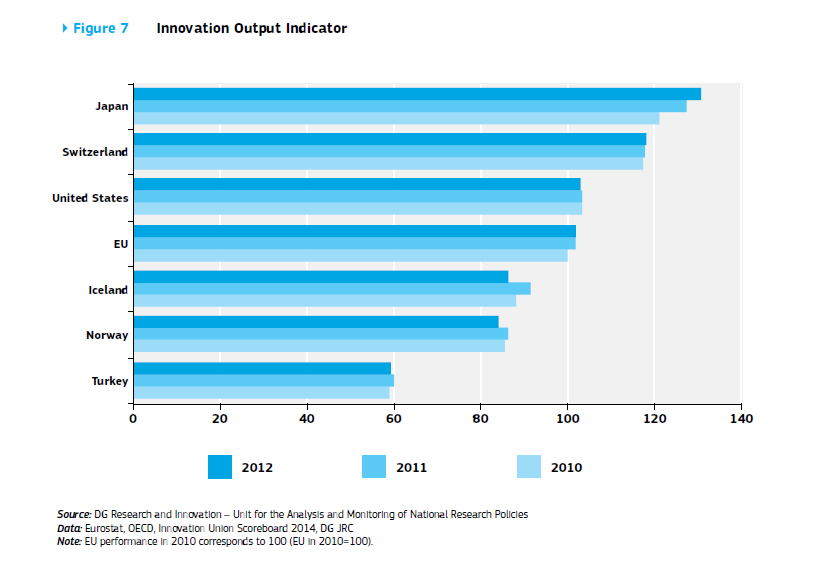 Figure 7 Innovation Output Indicator
Japan
Switzerland
United States
EU
Iceland
Norway
Turkey
0 20 40 60 80 100 120 140
2012 2011 2010
Source: DG Research and Innovation – Unit for the Analysis and Monitoring of National Research Policies
Data: Eurostat, OECD, Innovation Union Scoreboard 2014, DG JRC
Note: EU performance in 2010 corresponds to 100 (EU in 2010=100).